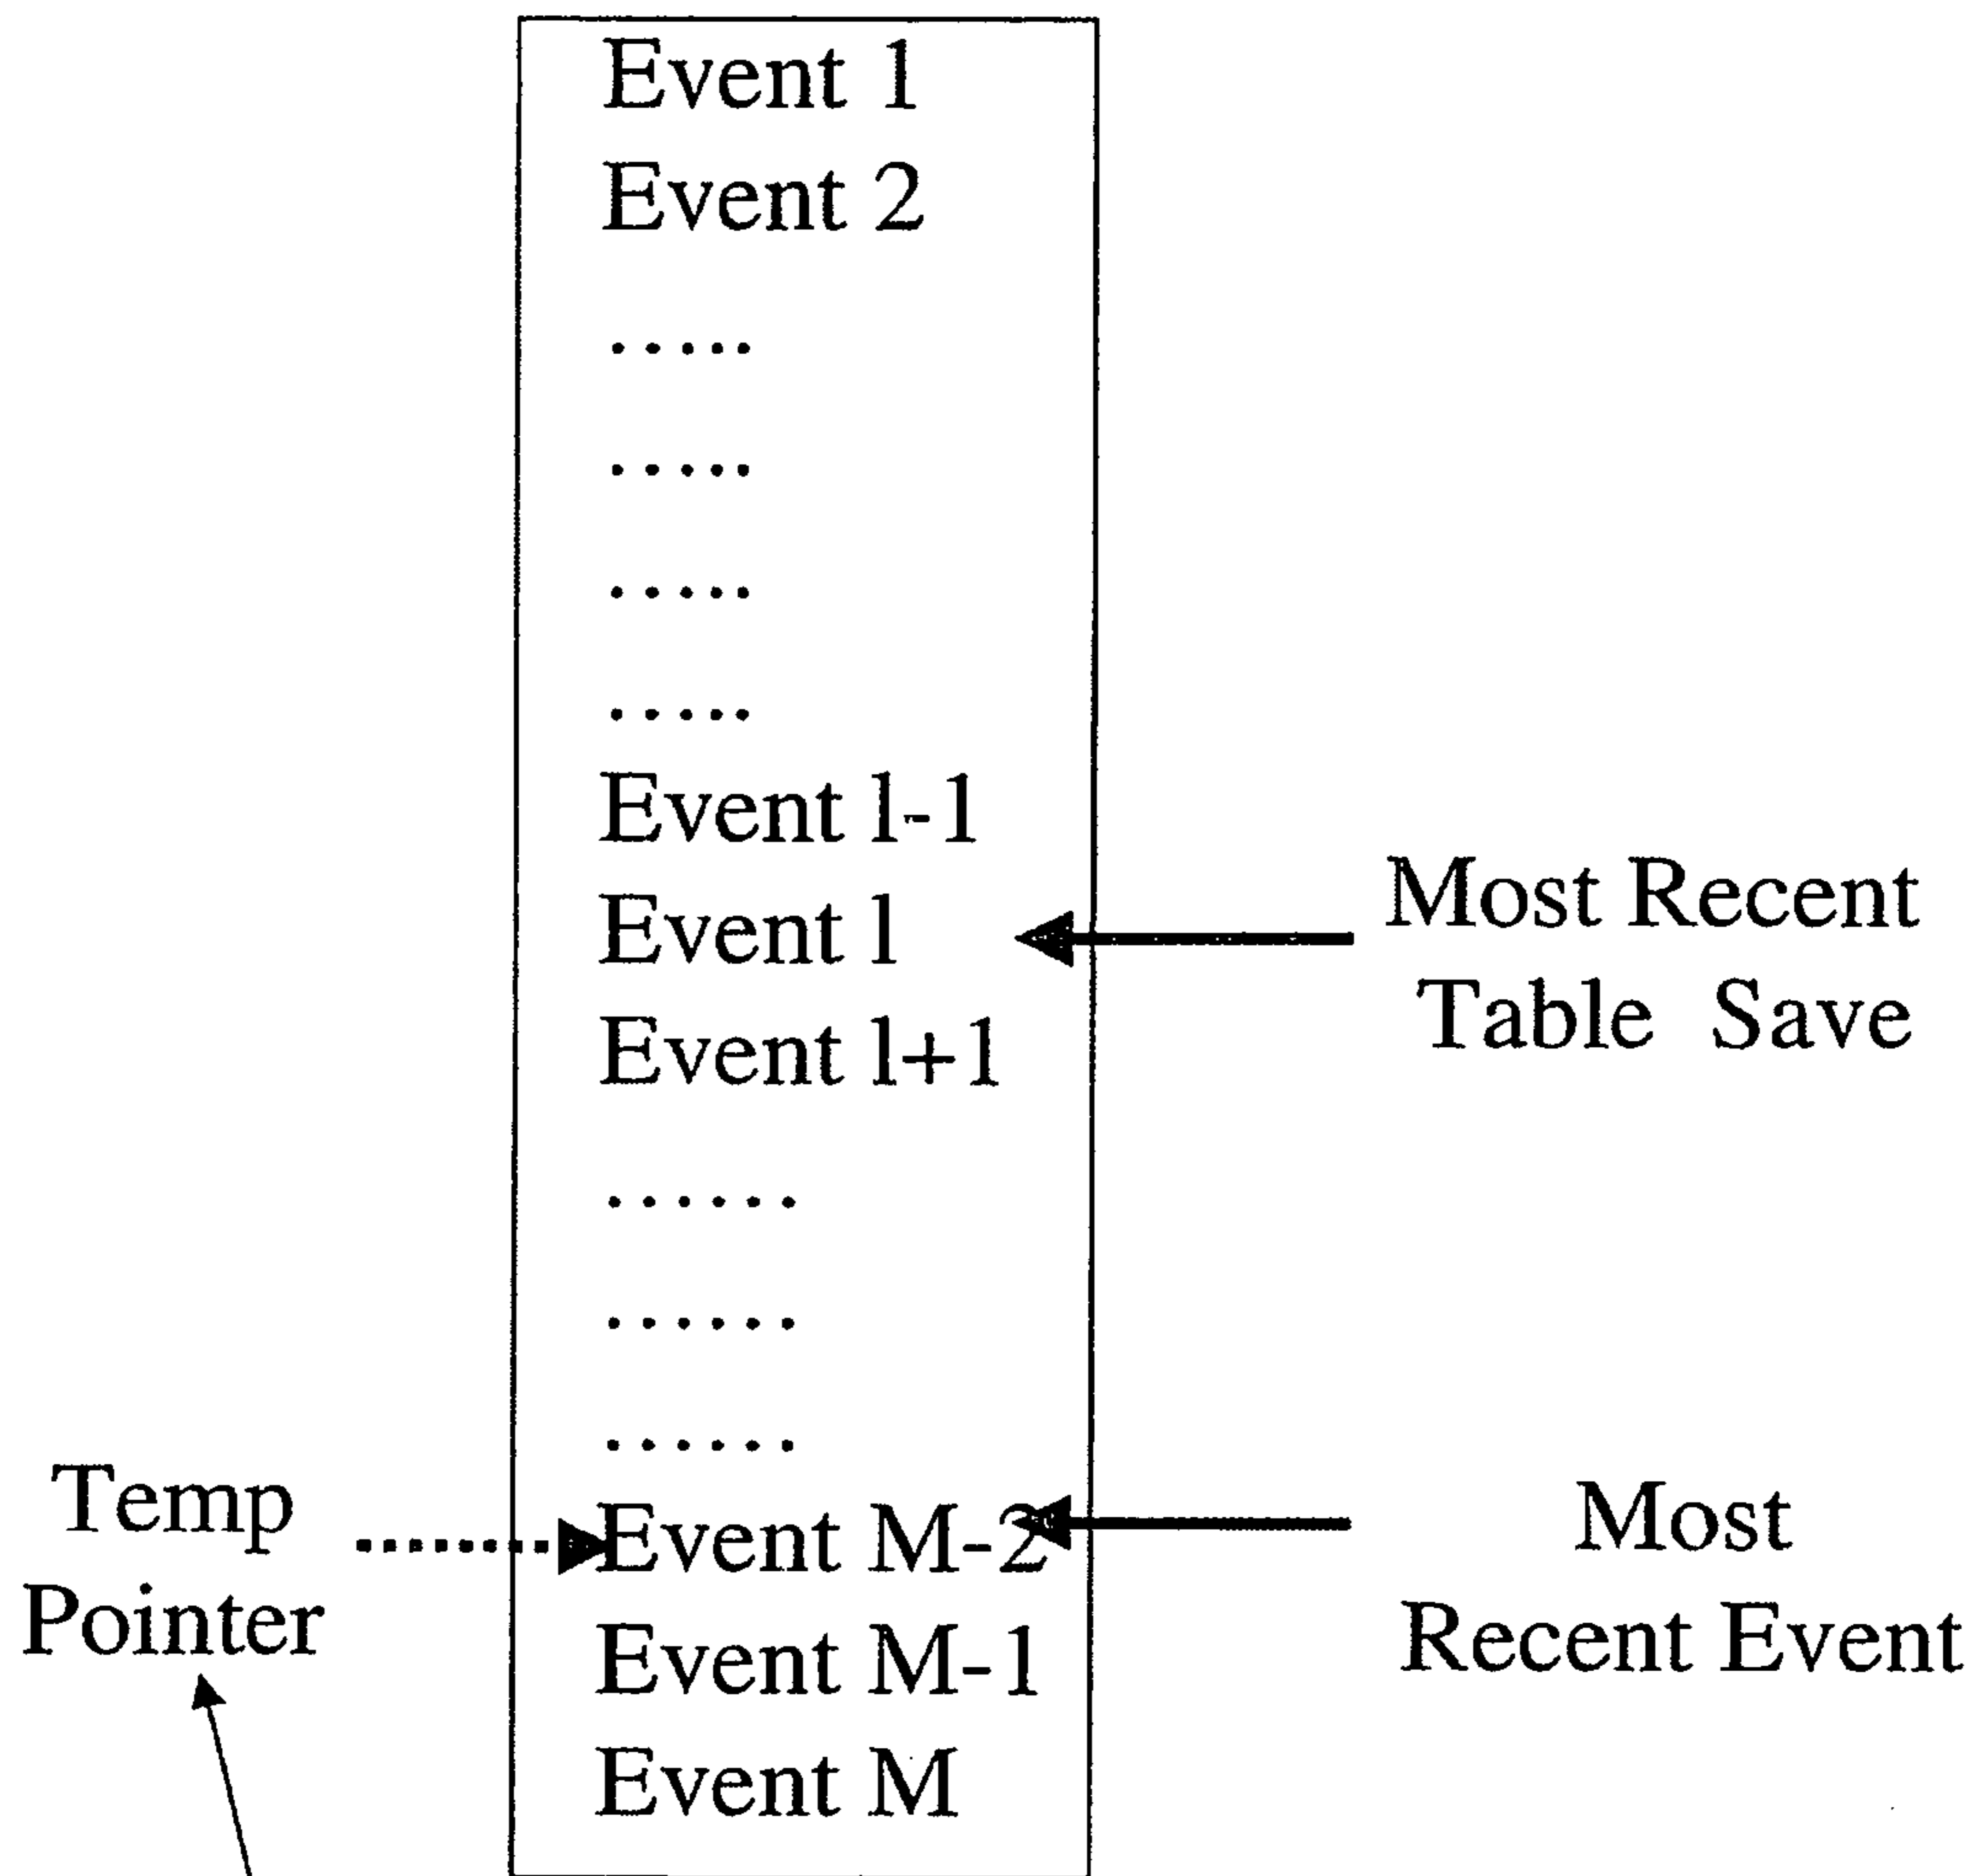 Event 1
Event 2
.....
.....
.....
.....
Event l-1
Event l
Event l+1
......
......
......
Event M-2
Event M-1
Event M
Most Recent
Table Save
Temp
Pointer
Most
Recent Event